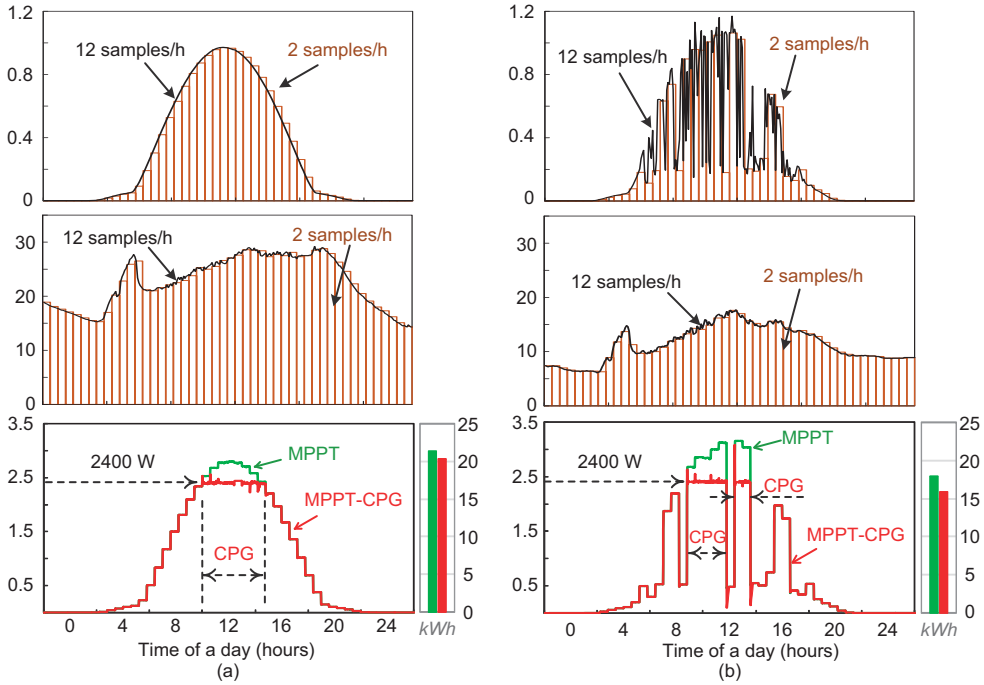 1.2
0.8
0.4
0
12 samples/h
2 samples/h
30
20
10
0
12 samples/h
2 samples/h
3.5
2.5
1.5
0.5
2400 W
MPPT
MPPT-CPG
CPG
25
20
15
10
5
0
kWh
0 4 8 12 16 20 24
Time of a day (hours)
(a)
1.2
0.8
0.4
0
12 samples/h
2 samples/h
30
20
10
0
12 samples/h
2 samples/h
3.5
2.5
1.5
0.5
2400 W
MPPT
CPG
CPG
MPPT-CPG
25
20
15
10
5
0
kWh
0 4 8 12 16 20 24
Time of a day (hours)
(b)